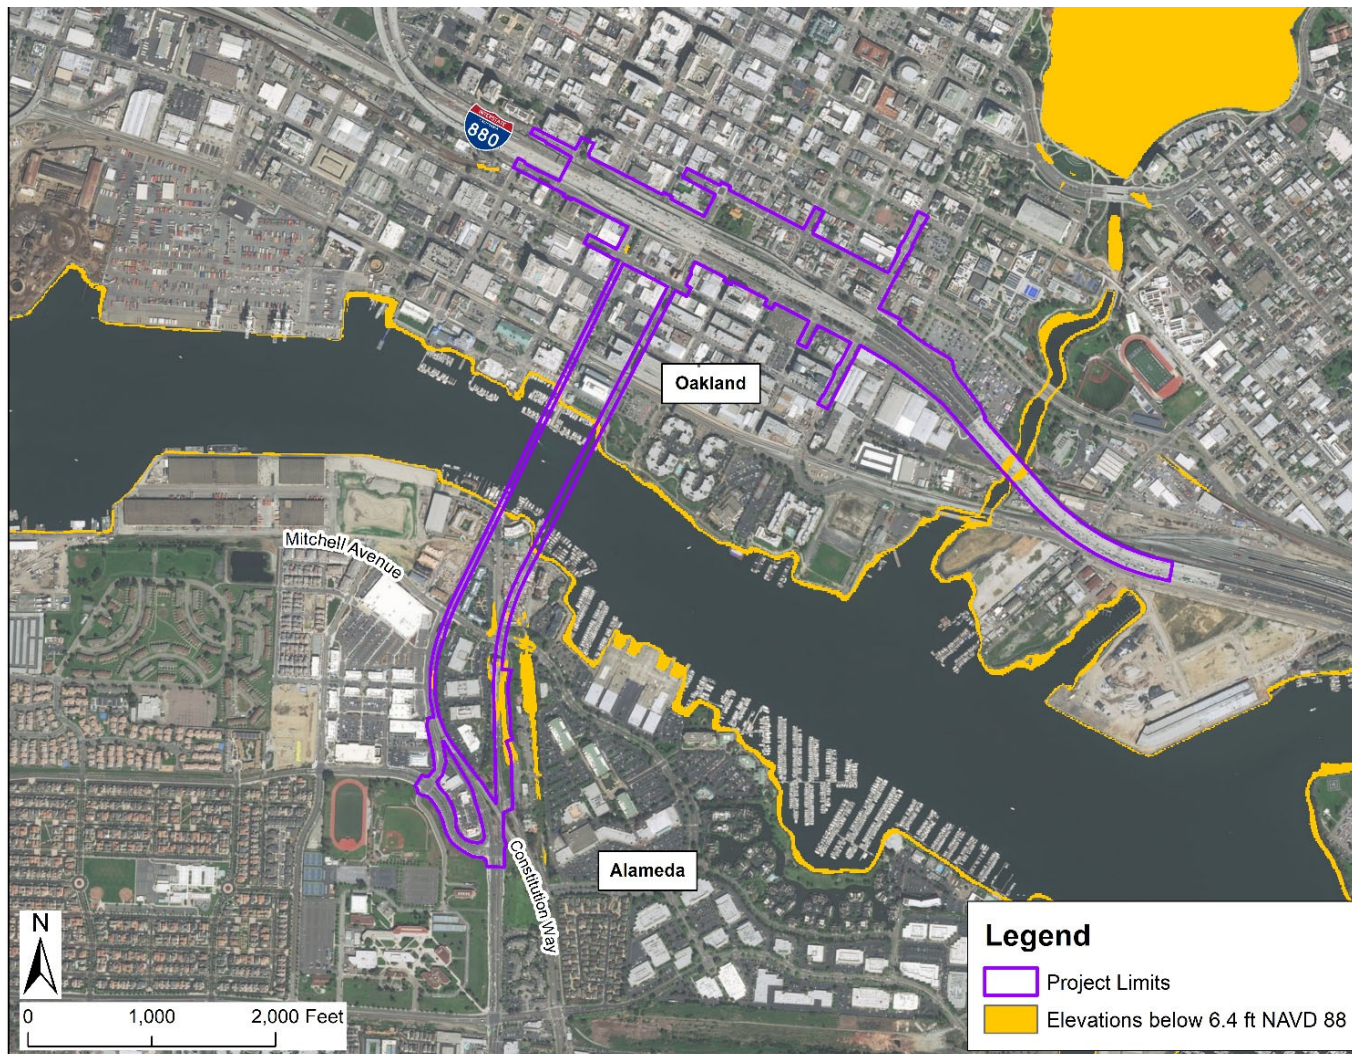 INTERSTATE
880
Oakland
Mitchell Avenue
Constitution Way
Alameda
N
0 1,000 2,000 Feet
Legend
Project Limits
Elevations below 6.4 ft NAVD 88